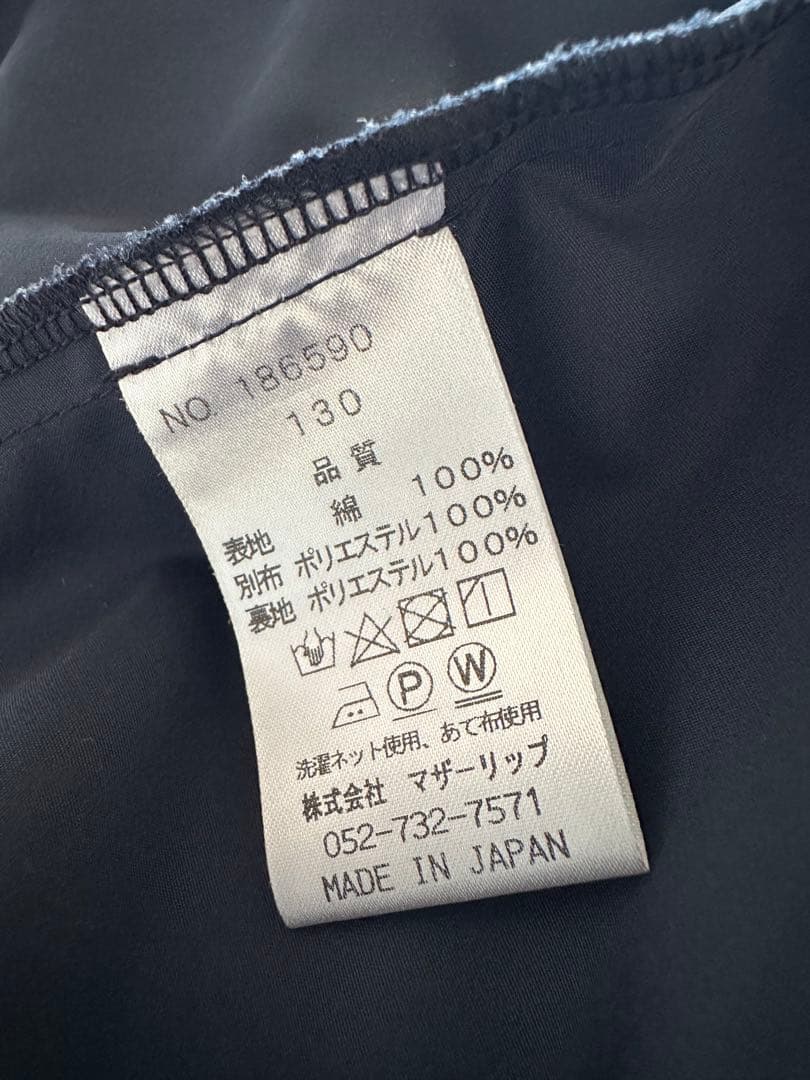 NO. 186590
130
品質
表地 綿 100%
別布 ポリエステル100%
裏地 ポリエステル100%
P W
洗濯ネット使用、あて布使用
株式会社 マザーリップ
052-732-7571
MADE IN JAPAN